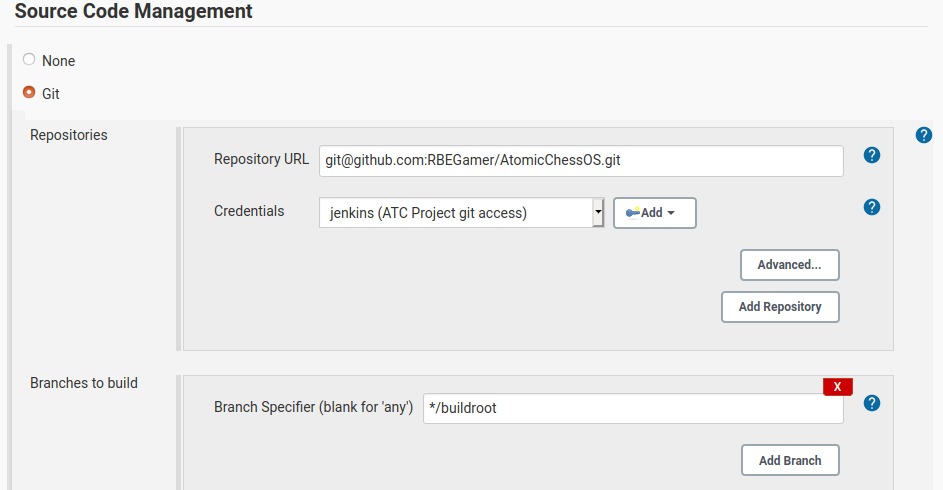 Source Code Management
None
Git
Repositories
?
Repository URL git@github.com:RBEGamer/AtomicChessOS.git ?
Credentials jenkins (ATC Project git access) Add ?
Advanced...
Add Repository
Branches to build
X
Branch Specifier (blank for 'any') */buildroot ?
Add Branch